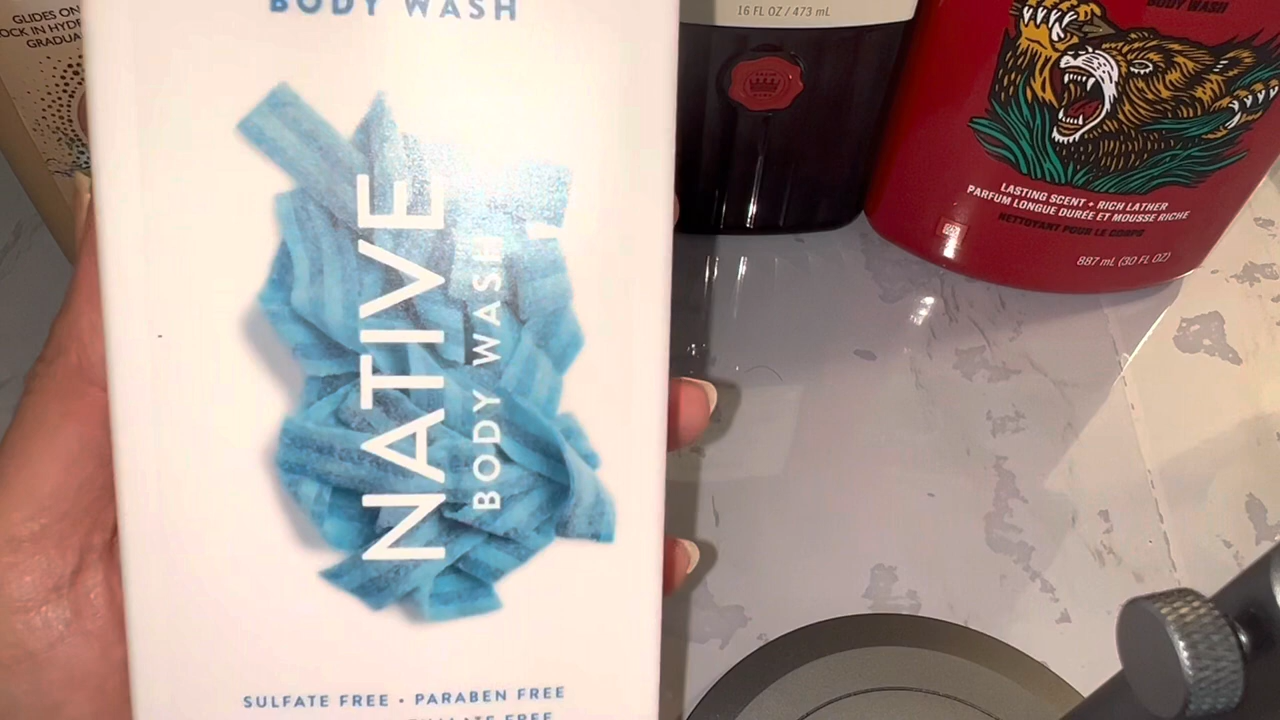 BODY WASH
NATIVE
BODY WASH
SULFATE FREE • PARABEN FREE
FREE
GLIDES ON
16 FL OZ / 473 mL
BODY WASH
LASTING SCENT + RICH LATHER
PARFUM LONGUE DURÉE ET MOUSSE RICHE
NETTOYANT POUR LE CORPS
887 mL (30 FL OZ)